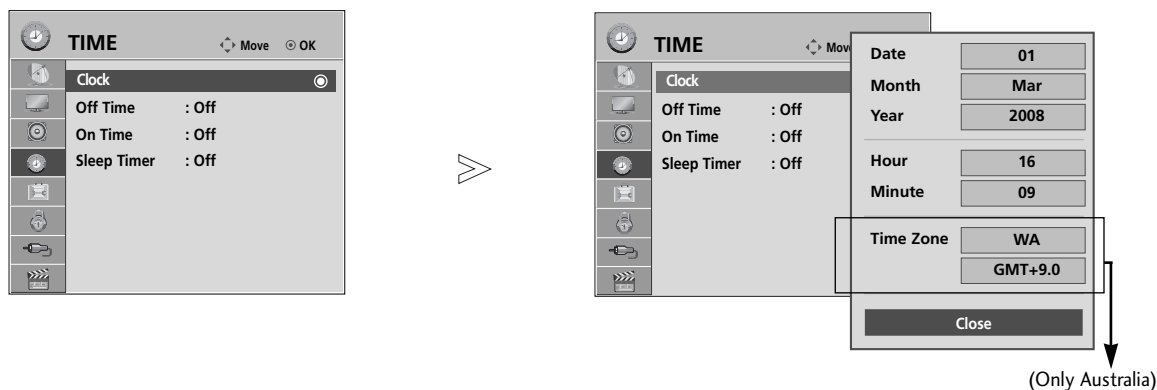 TIME Move OK
Clock
Off Time : Off
On Time : Off
Sleep Timer : Off
TIME Mov
Clock
Off Time : Off
On Time : Off
Sleep Timer : Off
Date 01
Month Mar
Year 2008
Hour 16
Minute 09
Time Zone WA
GMT+9.0
Close
(Only Australia)